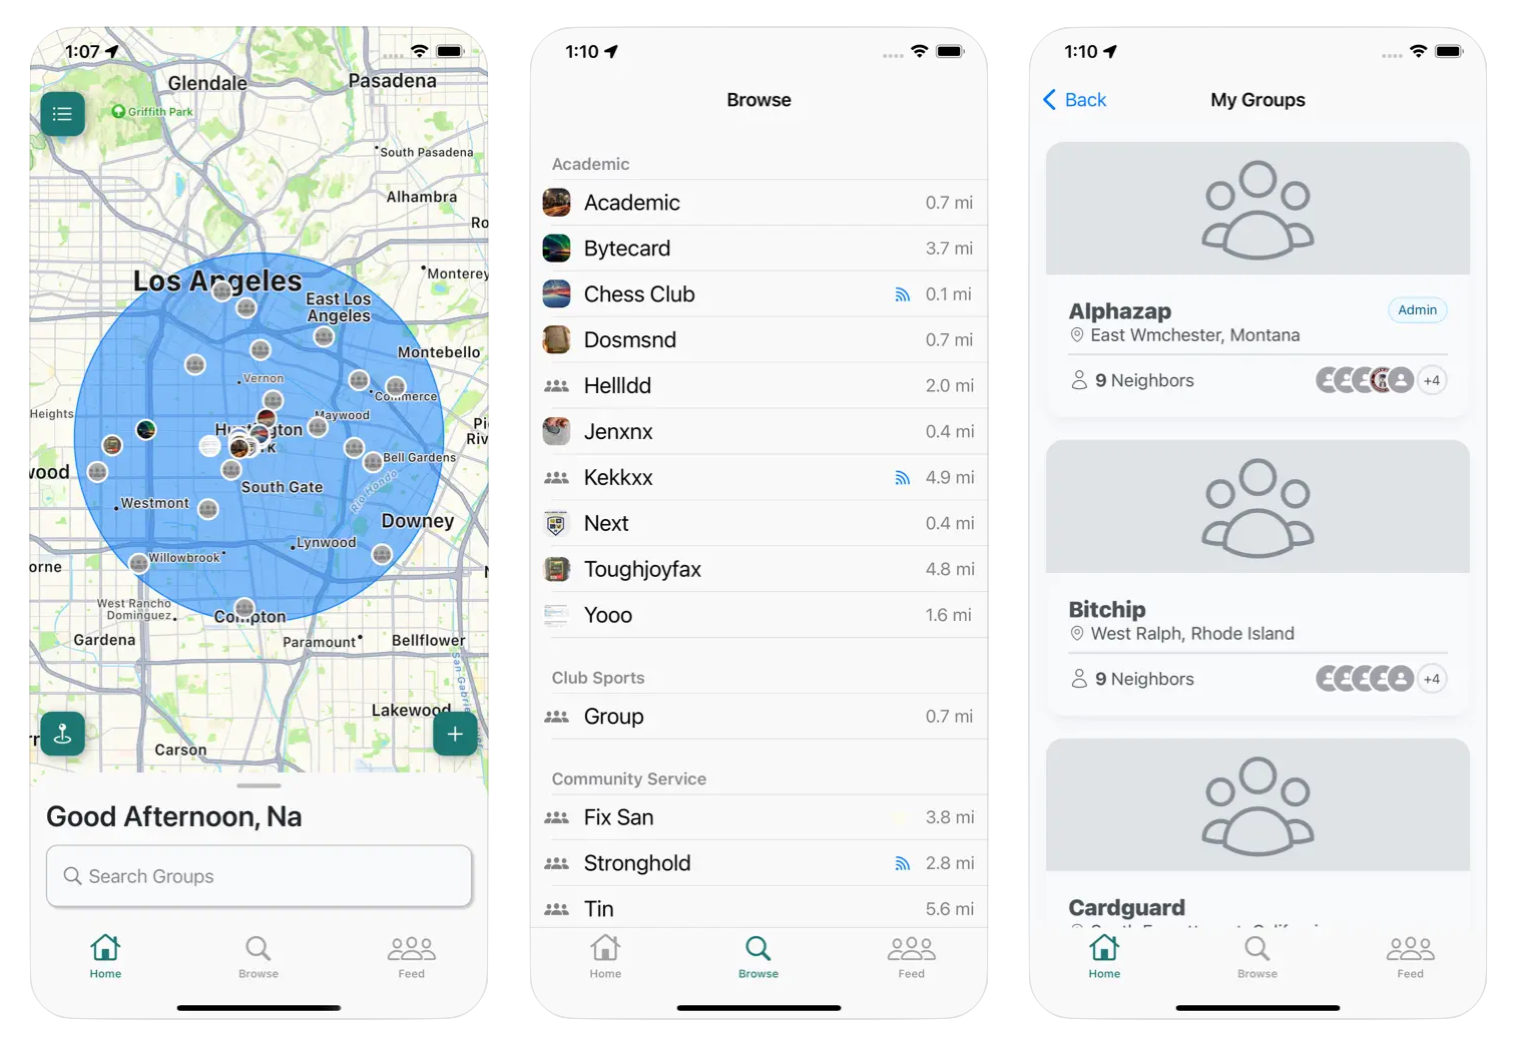 1:07
Glendale
Pasadena
Griffith Park
South Pasadena
Alhambra
Ro
Los Angeles
Monterey
East Los
Angeles
Montebello
Vernon
Commerce
Heights
Maywood
Pi
Riv
Bell Gardens
wood
South Gate
Rio Hondo
Westmont
Downey
Lynwood
Willowbrook
orne
West Rancho
Dominguez
Compton
Gardena
Paramount
Bellflower
San Gabriel
Lakewood
Carson
Good Afternoon, Na
Search Groups
Home
Browse
Feed
1:10
Browse
Academic
Academic 0.7 mi
Bytecard 3.7 mi
Chess Club 0.1 mi
Dosmsnd 0.7 mi
Hellldd 2.0 mi
Jenxnx 0.4 mi
Kekkxx 4.9 mi
Next 0.4 mi
Toughjoyfax 4.8 mi
Yooo 1.6 mi
Club Sports
Group 0.7 mi
Community Service
Fix San 3.8 mi
Stronghold 2.8 mi
Tin 5.6 mi
Home
Browse
Feed
1:10
Back
My Groups
Alphazap
Admin
East Wmchester, Montana
9 Neighbors
+4
Bitchip
West Ralph, Rhode Island
9 Neighbors
+4
Cardguard
Home
Browse
Feed